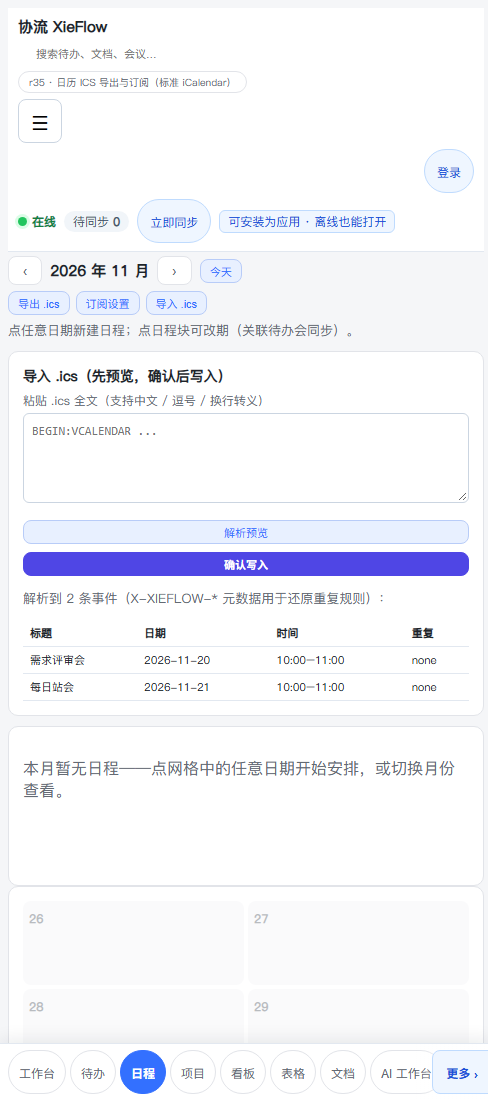 协流 XieFlow
搜索待办、文档、会议…
r35 · 日历 ICS 导出与订阅（标准 iCalendar）
☰
登录
在线 待同步 0 立即同步 可安装为应用 · 离线也能打开
‹ 2026 年 11 月 › 今天
导出 .ics 订阅设置 导入 .ics
点任意日期新建日程；点日程块可改期（关联待办会同步）。
导入 .ics（先预览，确认后写入）
粘贴 .ics 全文（支持中文 / 逗号 / 换行转义）
BEGIN:VCALENDAR ...
解析预览
确认写入
解析到 2 条事件（X-XIEFLOW-* 元数据用于还原重复规则）：
标题 日期 时间 重复
需求评审会 2026-11-20 10:00–11:00 none
每日站会 2026-11-21 10:00–11:00 none
本月暂无日程——点网格中的任意日期开始安排，或切换月份
查看。
26 27
28 29
工作台 待办 日程 项目 看板 表格 文档 AI 工作台 更多 ›